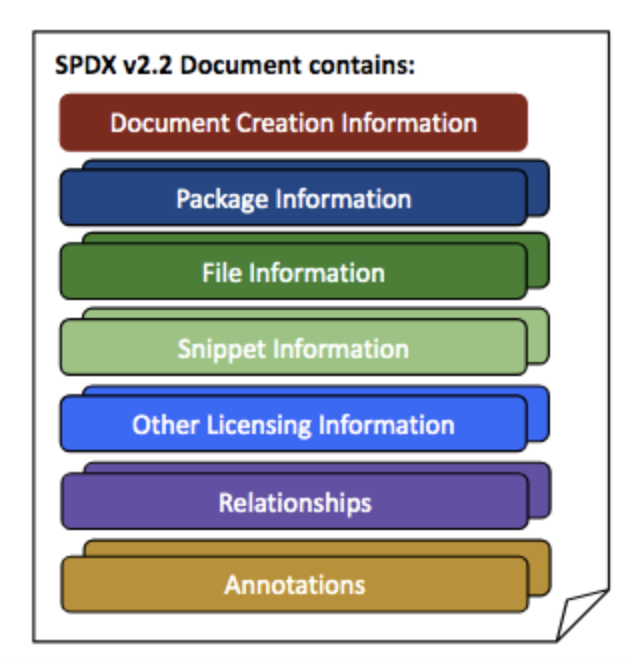 SPDX v2.2 Document contains:
Document Creation Information
Package Information
File Information
Snippet Information
Other Licensing Information
Relationships
Annotations